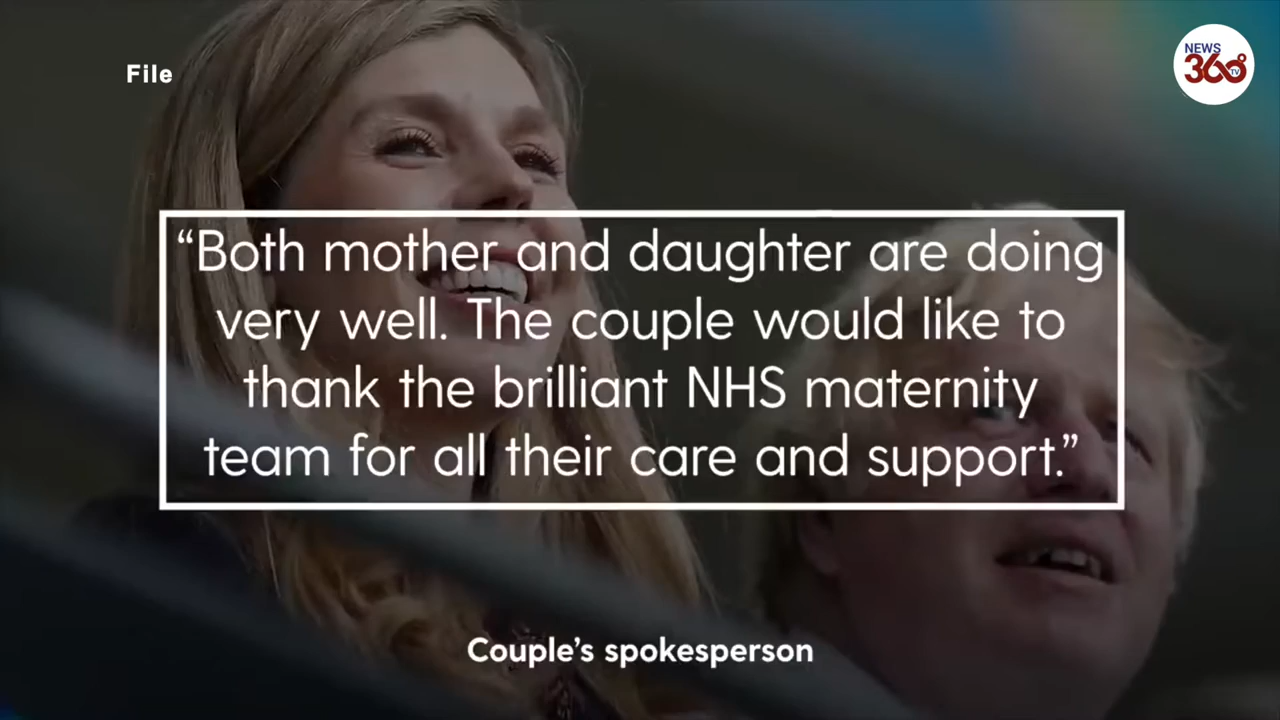 File
NEWS
360°
TV
“Both mother and daughter are doing
very well. The couple would like to
thank the brilliant NHS maternity
team for all their care and support.”
Couple’s spokesperson